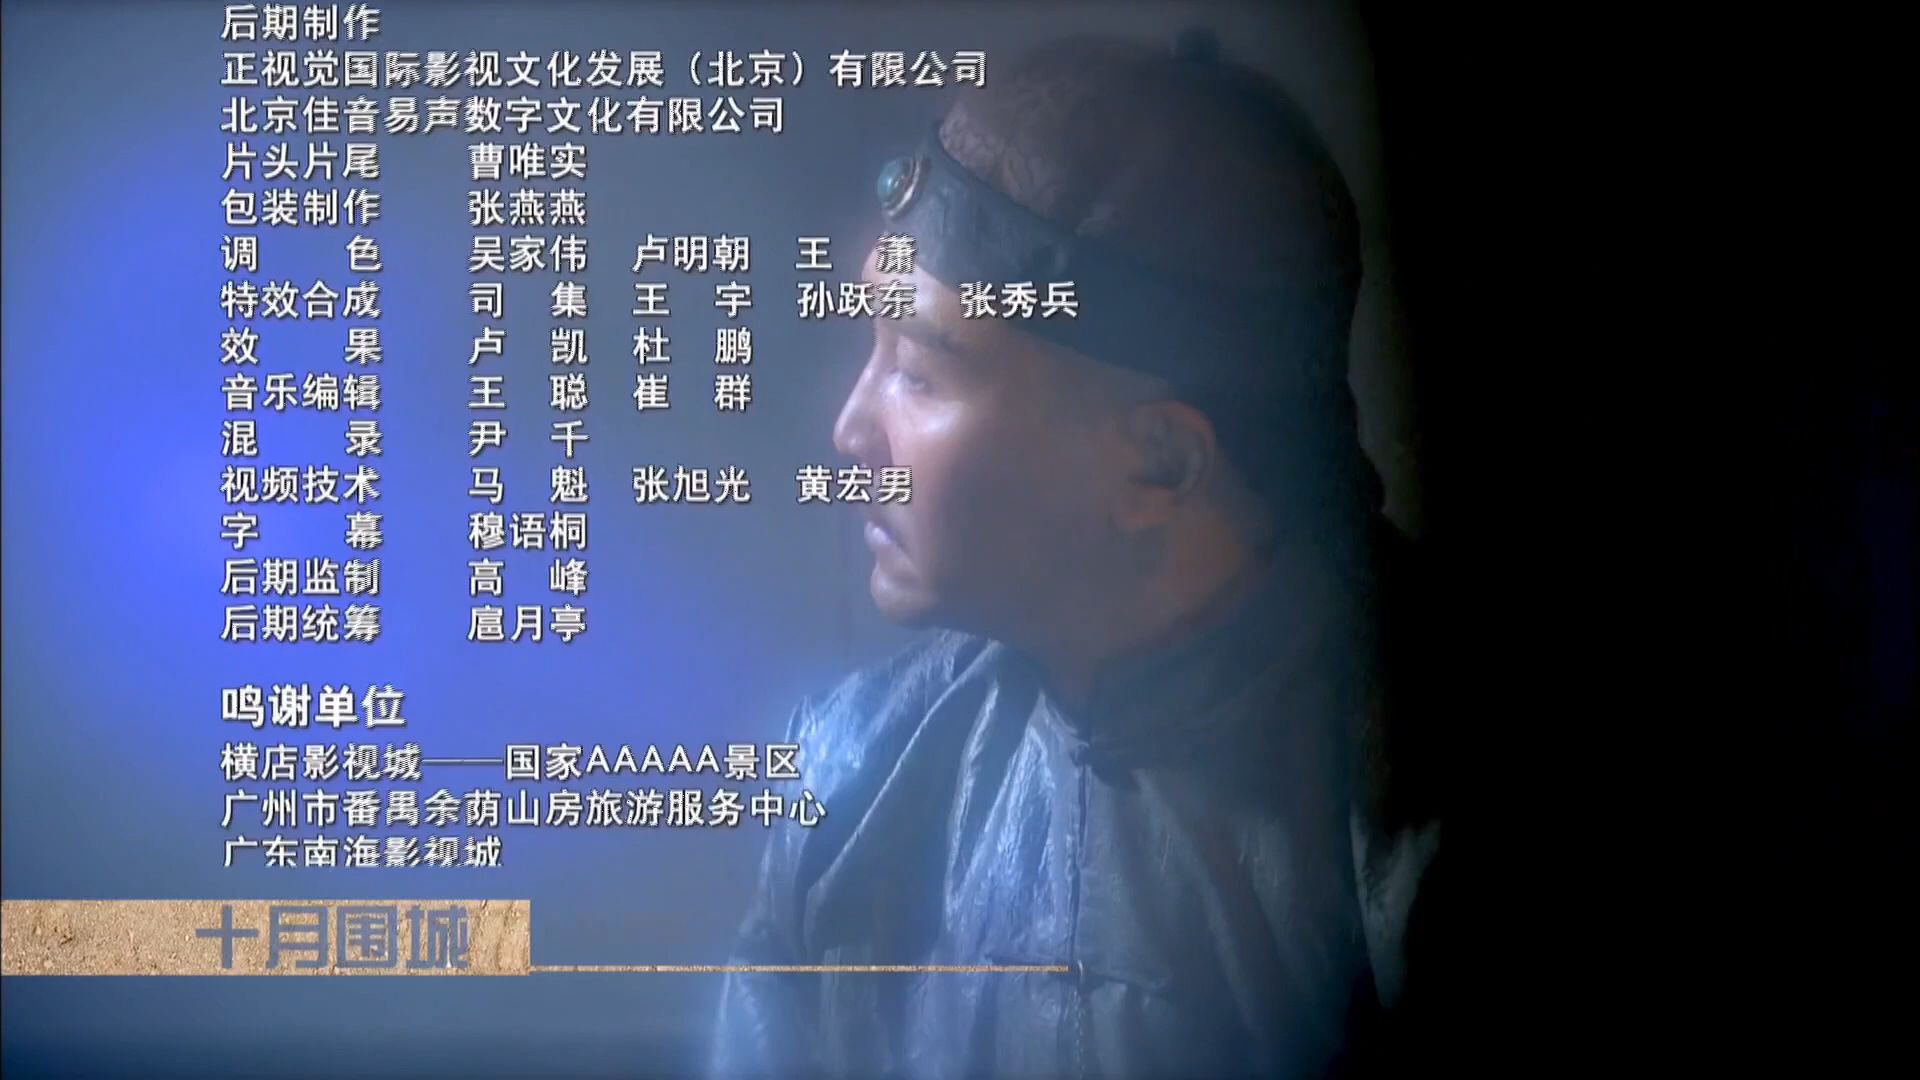 后期制作
正视觉国际影视文化发展（北京）有限公司
北京佳音易声数字文化有限公司
片头片尾 曹唯实
包装制作 张燕燕
调 色 吴家伟 卢明朝 王 潇
特效合成 司 集 王 宇 孙跃东 张秀兵
效 果 卢 凯 杜 鹏
音乐编辑 王 聪 崔 群
混 录 尹 千
视频技术 马 魁 张旭光 黄宏男
字 幕 穆语桐
后期监制 高 峰
后期统筹 扈月亭
鸣谢单位
横店影视城——国家AAAAA景区
广州市番禺余荫山房旅游服务中心
广东南海影视城
十月围城